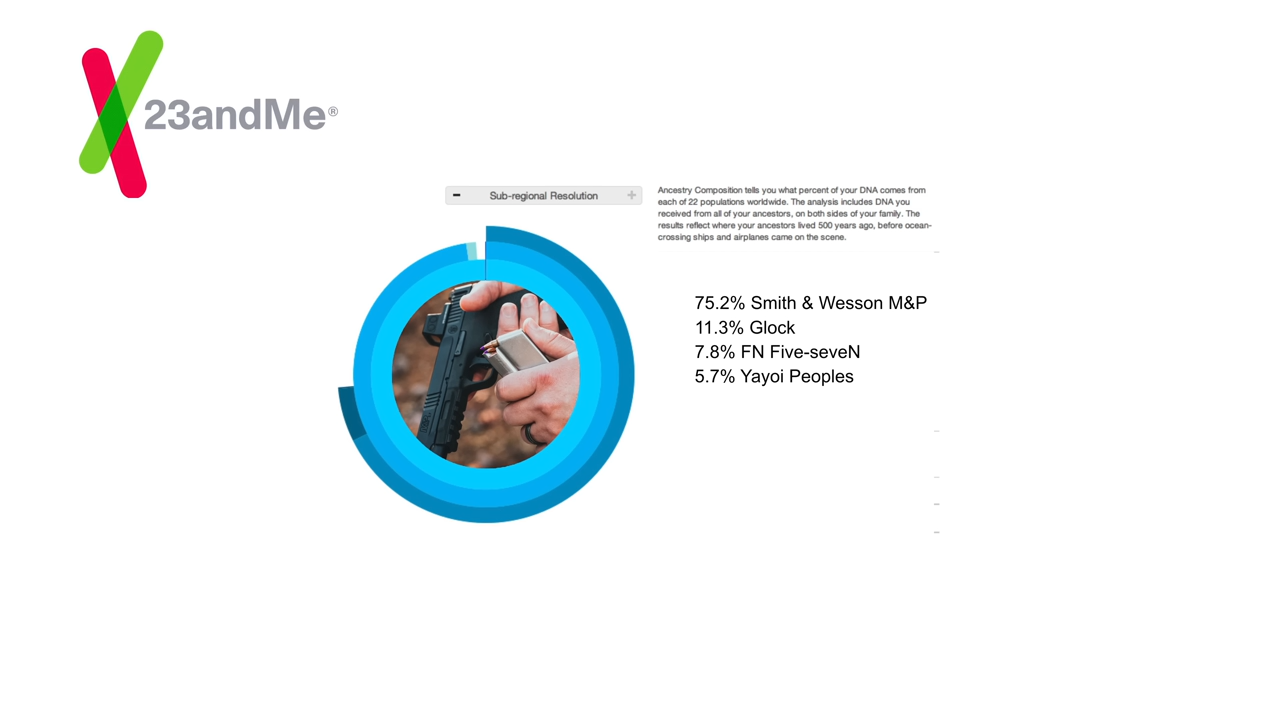 23andMe®
Sub-regional Resolution
Ancestry Composition tells you what percent of your DNA comes from
each of 22 populations worldwide. The analysis includes DNA you
received from all of your ancestors, on both sides of your family. The
results reflect where your ancestors lived 500 years ago, before ocean-
crossing ships and airplanes came on the scene.
75.2% Smith & Wesson M&P
11.3% Glock
7.8% FN Five-seveN
5.7% Yayoi Peoples